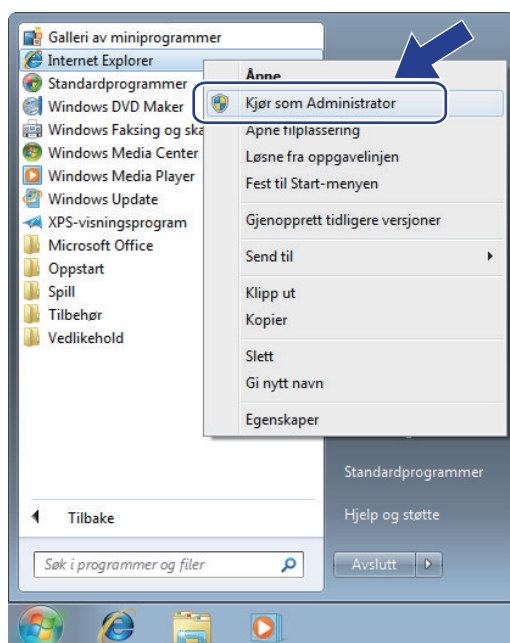 Galleri av miniprogrammer
Internet Explorer
Standardprogrammer
Windows DVD Maker
Windows Faksing og ska
Windows Media Center
Windows Media Player
Windows Update
XPS-visningsprogram
Microsoft Office
Oppstart
Spill
Tilbehør
Vedlikehold
Tilbake
Søk i programmer og filer
Åpne
Kjør som Administrator
Åpne filplassering
Løsne fra oppgavelinjen
Fest til Start-menyen
Gjenopprett tidligere versjoner
Send til
Klipp ut
Kopier
Slett
Gi nytt navn
Egenskaper
Standardprogrammer
Hjelp og støtte
Avslutt